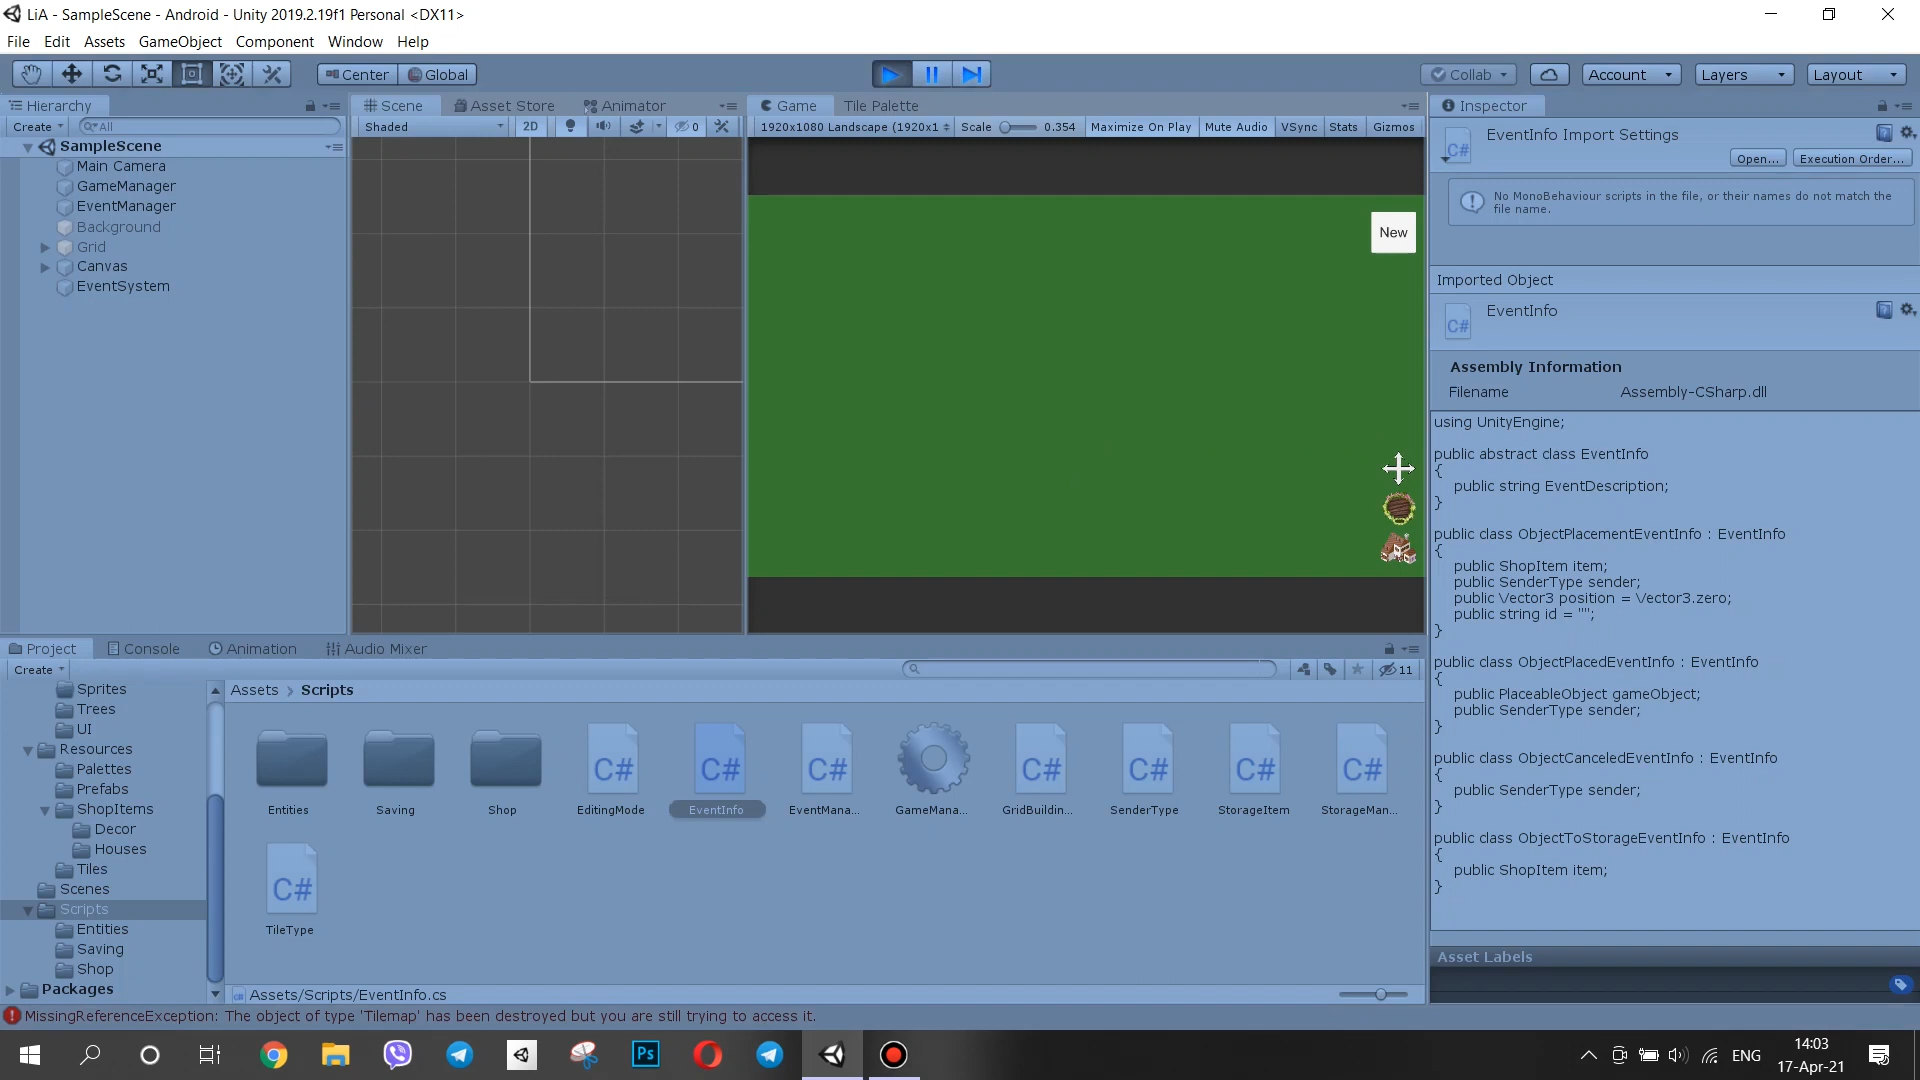 LiA - SampleScene - Android - Unity 2019.2.19f1 Personal <DX11>
File Edit Assets GameObject Component Window Help
Center Global Collab Account Layers Layout
Hierarchy
Create All
SampleScene
Main Camera
GameManager
EventManager
Background
Grid
Canvas
EventSystem
Scene Asset Store Animator
Shaded 2D 0
Game Tile Palette
1920x1080 Landscape (1920x1 Scale 0.354 Maximize On Play Mute Audio VSync Stats Gizmos
New
Inspector
EventInfo Import Settings
C#
Open... Execution Order...
No MonoBehaviour scripts in the file, or their names do not match the
file name.
Imported Object
EventInfo
C#
Assembly Information
Filename Assembly-CSharp.dll
using UnityEngine;
public abstract class EventInfo
{
public string EventDescription;
}
public class ObjectPlacementEventInfo : EventInfo
{
public ShopItem item;
public SenderType sender;
public Vector3 position = Vector3.zero;
public string id = "";
}
public class ObjectPlacedEventInfo : EventInfo
{
public PlaceableObject gameObject;
public SenderType sender;
}
public class ObjectCanceledEventInfo : EventInfo
{
public SenderType sender;
}
public class ObjectToStorageEventInfo : EventInfo
{
public ShopItem item;
}
Asset Labels
Project Console Animation Audio Mixer
Create 11
Sprites
Trees
UI
Resources
Palettes
Prefabs
ShopItems
Decor
Houses
Tiles
Scenes
Scripts
Entities
Saving
Shop
Packages
Assets > Scripts
C# C# C# C# C# C# C#
Entities Saving Shop EditingMode EventInfo EventMana... GameMana... GridBuildin... SenderType StorageItem StorageMan...
C#
TileType
Assets/Scripts/EventInfo.cs
MissingReferenceException: The object of type 'Tilemap' has been destroyed but you are still trying to access it.
Ps
ENG
14:03
17-Apr-21